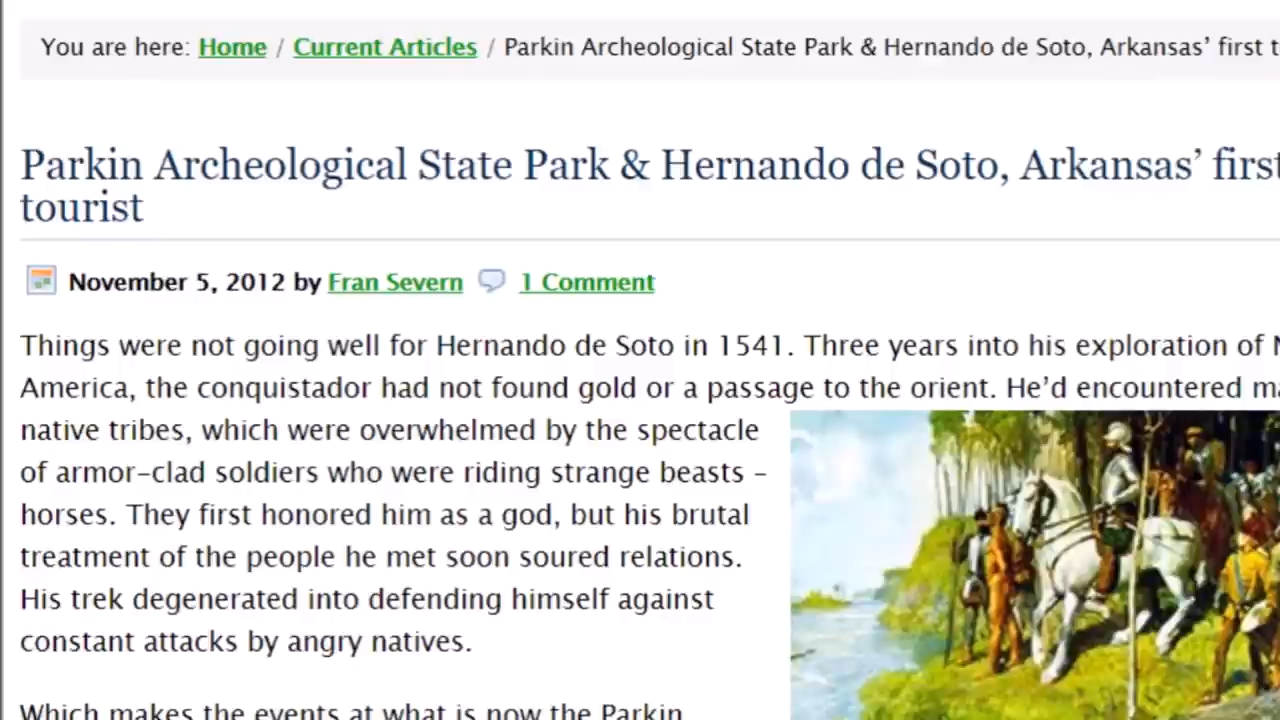 You are here: Home / Current Articles / Parkin Archeological State Park & Hernando de Soto, Arkansas’ first t
Parkin Archeological State Park & Hernando de Soto, Arkansas’ first
tourist
November 5, 2012 by Fran Severn 1 Comment
Things were not going well for Hernando de Soto in 1541. Three years into his exploration of N
America, the conquistador had not found gold or a passage to the orient. He’d encountered ma
native tribes, which were overwhelmed by the spectacle
of armor–clad soldiers who were riding strange beasts –
horses. They first honored him as a god, but his brutal
treatment of the people he met soon soured relations.
His trek degenerated into defending himself against
constant attacks by angry natives.
Which makes the events at what is now the Parkin